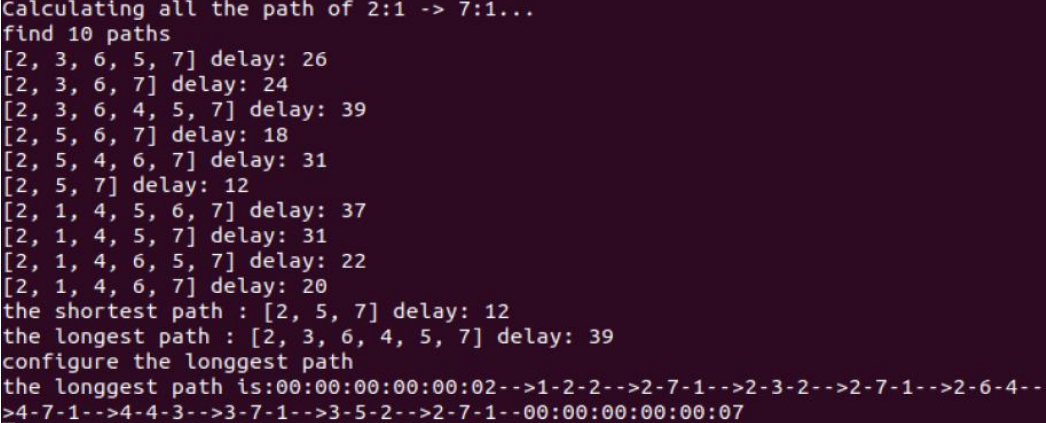 Calculating all the path of 2:1 -> 7:1...
find 10 paths
[2, 3, 6, 5, 7] delay: 26
[2, 3, 6, 7] delay: 24
[2, 3, 6, 4, 5, 7] delay: 39
[2, 5, 6, 7] delay: 18
[2, 5, 4, 6, 7] delay: 31
[2, 5, 7] delay: 12
[2, 1, 4, 5, 6, 7] delay: 37
[2, 1, 4, 5, 7] delay: 31
[2, 1, 4, 6, 5, 7] delay: 22
[2, 1, 4, 6, 7] delay: 20
the shortest path : [2, 5, 7] delay: 12
the longest path : [2, 3, 6, 4, 5, 7] delay: 39
configure the longgest path
the longgest path is:00:00:00:00:00:02-->1-2-2-->2-7-1-->2-3-2-->2-7-1-->2-6-4--
>4-7-1-->4-4-3-->3-7-1-->3-5-2-->2-7-1--00:00:00:00:00:07